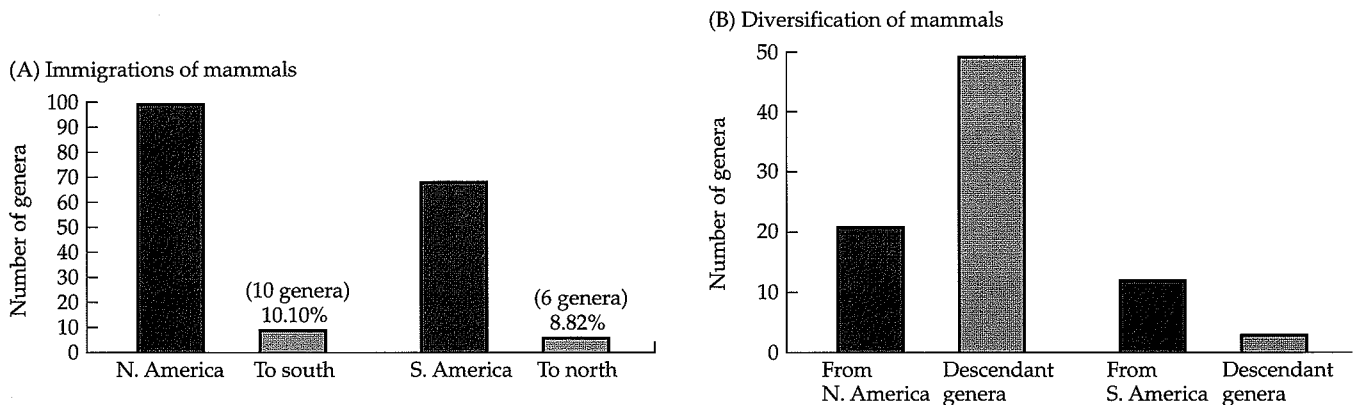 (A) Immigrations of mammals
Number of genera
100
90
80
70
60
50
40
30
20
10
0
(10 genera)
10.10%
(6 genera)
8.82%
N. America
To south
S. America
To north
(B) Diversification of mammals
Number of genera
50
40
30
20
10
0
From
N. America
Descendant
genera
From
S. America
Descendant
genera